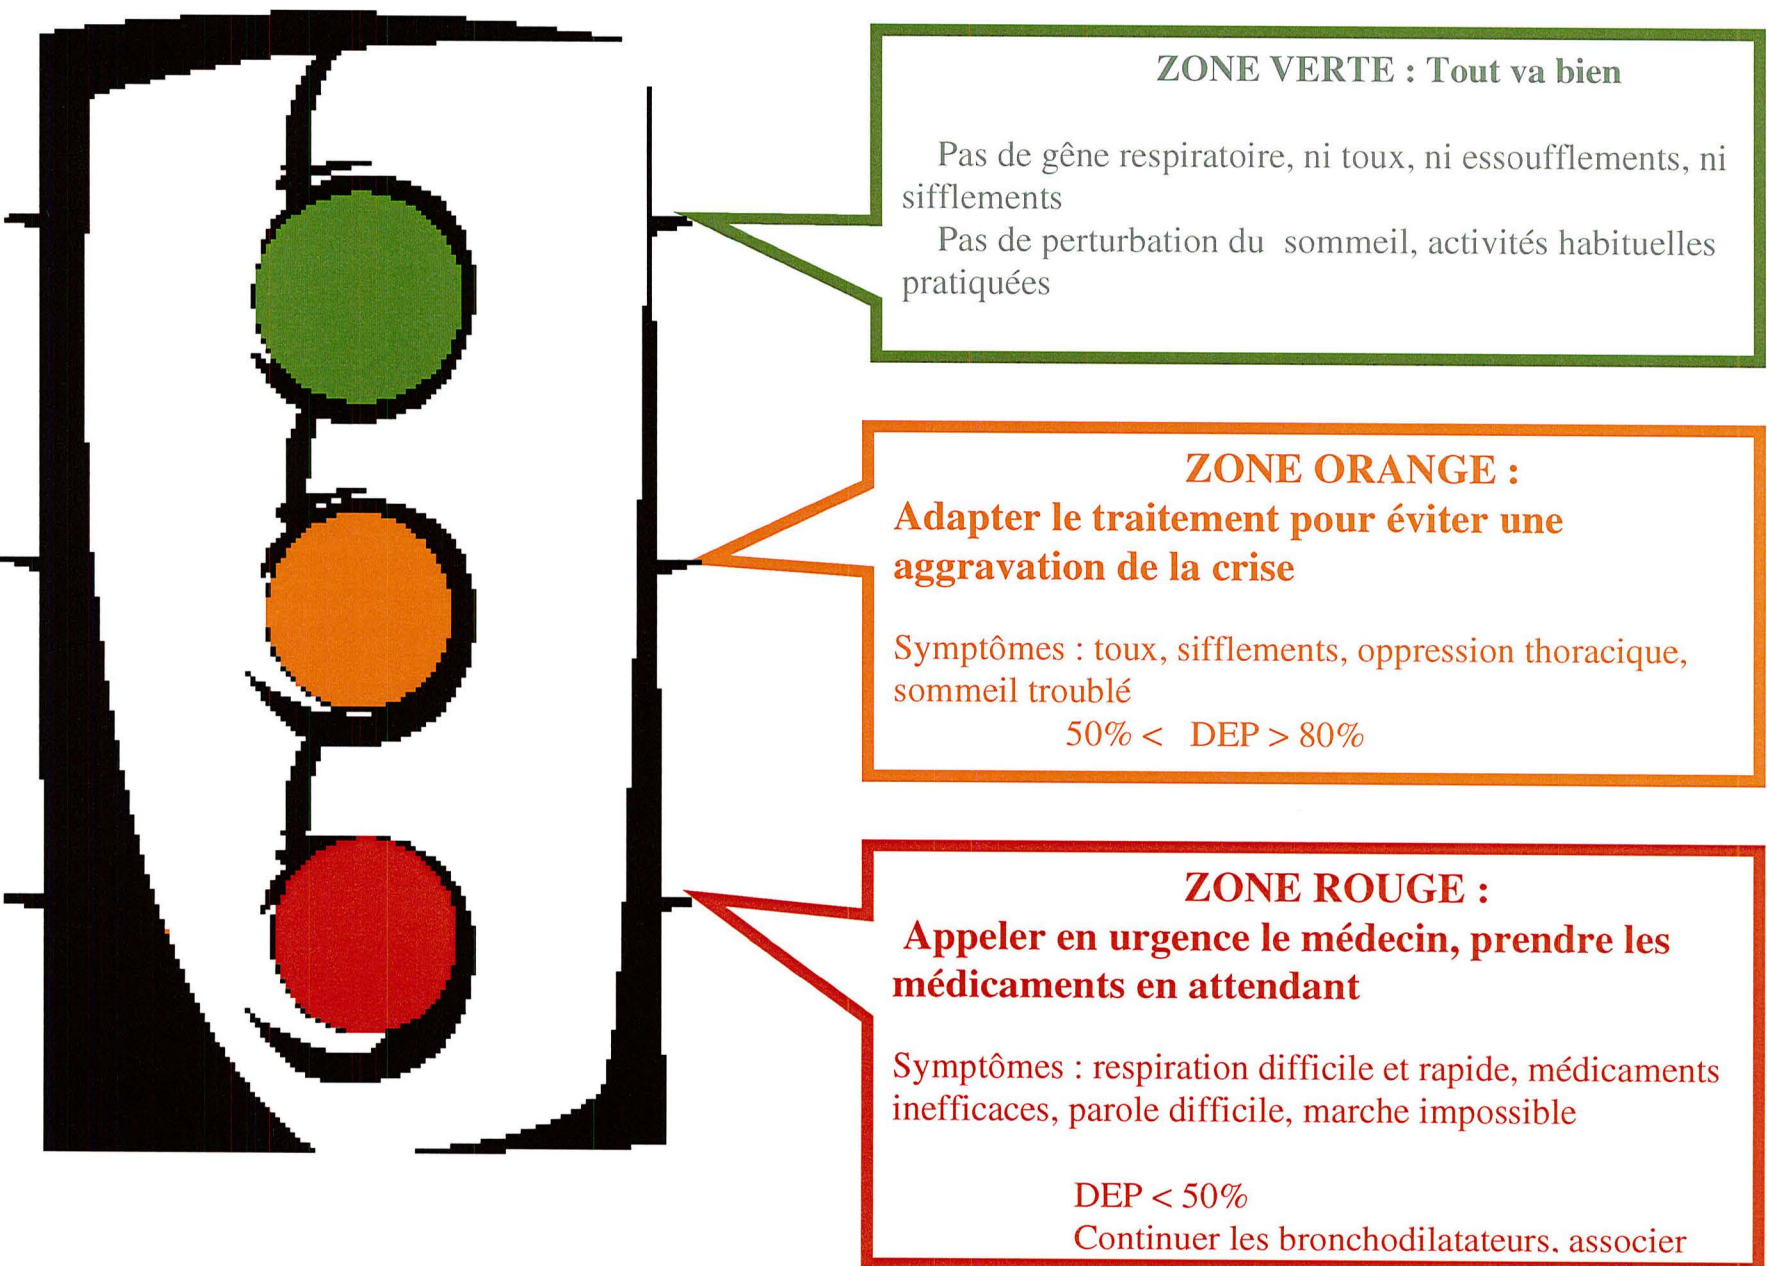 ZONE VERTE : Tout va bien
Pas de gêne respiratoire, ni toux, ni essoufflements, ni
sifflements
Pas de perturbation du sommeil, activités habituelles
pratiquées
ZONE ORANGE :
Adapter le traitement pour éviter une
aggravation de la crise
Symptômes : toux, sifflements, oppression thoracique,
sommeil troublé
50% < DEP > 80%
ZONE ROUGE :
Appeler en urgence le médecin, prendre les
médicaments en attendant
Symptômes : respiration difficile et rapide, médicaments
inefficaces, parole difficile, marche impossible
DEP < 50%
Continuer les bronchodilatateurs, associer